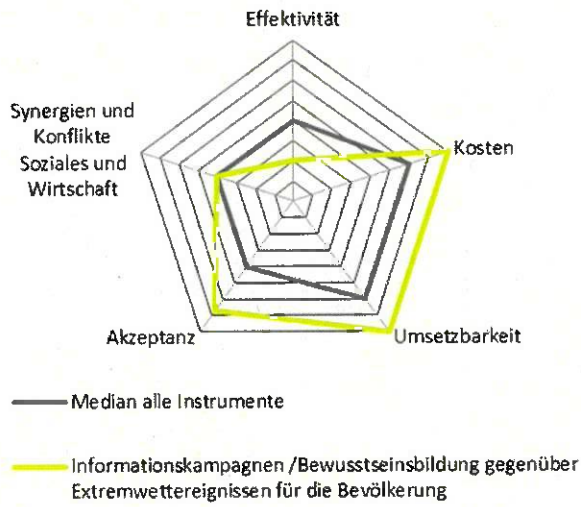 Effektivität
Synergien und
Konflikte
Soziales und
Wirtschaft
Kosten
Akzeptanz
Umsetzbarkeit
Median alle Instrumente
Informationskampagnen /Bewusstseinsbildung gegenüber
Extremwettereignissen für die Bevölkerung